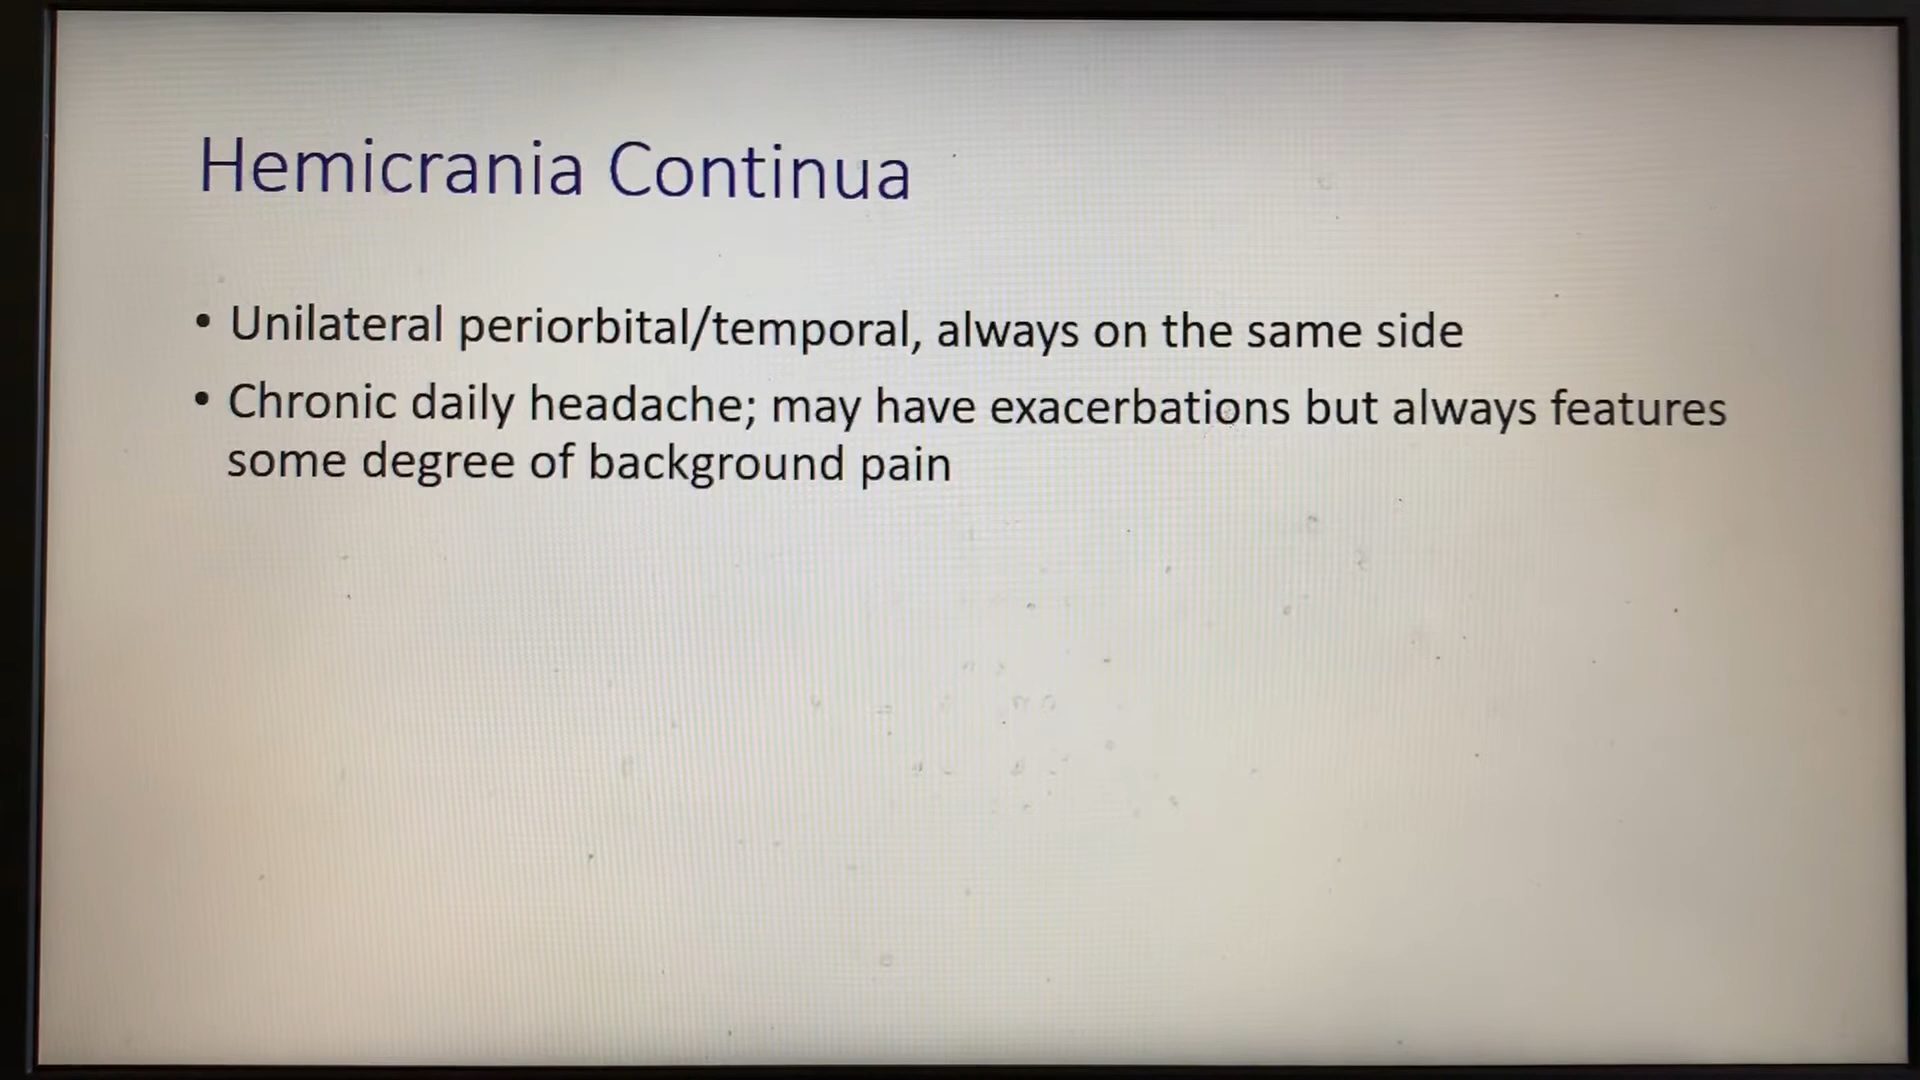 Hemicrania Continua
• Unilateral periorbital/temporal, always on the same side
• Chronic daily headache; may have exacerbations but always features
some degree of background pain